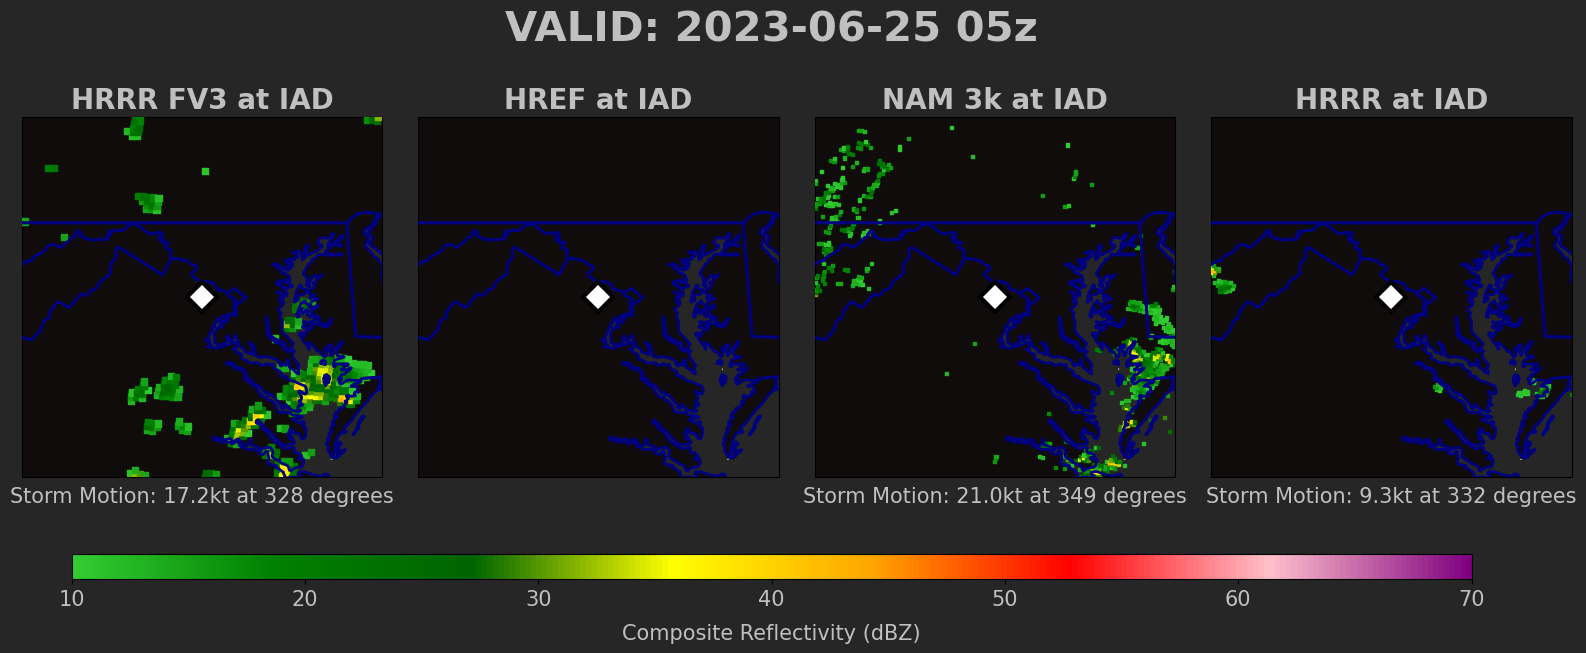 VALID: 2023-06-25 05z
HRRR FV3 at IAD
HREF at IAD
NAM 3k at IAD
HRRR at IAD
Storm Motion: 17.2kt at 328 degrees
Storm Motion: 21.0kt at 349 degrees
Storm Motion: 9.3kt at 332 degrees
10 20 30 40 50 60 70
Composite Reflectivity (dBZ)